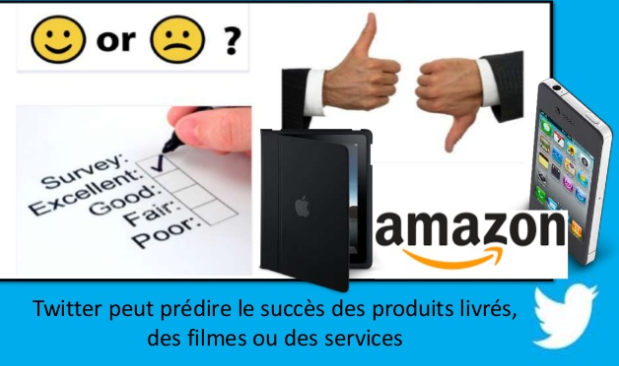 or ?
Survey:
Excellent:
Good:
Fair:
Poor:
amazon
Twitter peut prédire le succès des produits livrés,
des filmes ou des services